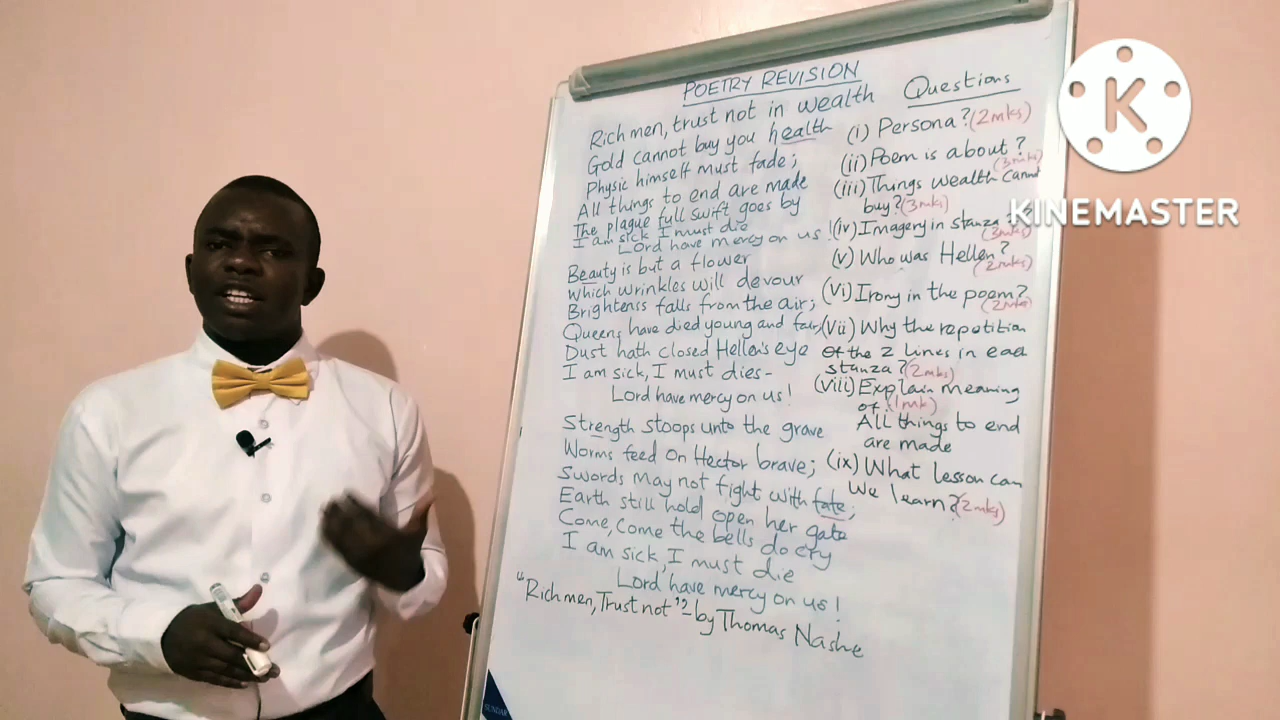 POETRY REVISION
Rich men, trust not in wealth
Gold cannot buy you health
Physic himself must fade;
All things to end are made
The plague full swift goes by
I am sick I must die
Lord have mercy on us!
Beauty is but a flower
Which wrinkles will devour
Brightenss falls from the air;
Queens have died young and fair,
Dust hath closed Hellen's eye
I am sick, I must dies-
Lord have mercy on us!
Strength stoops unto the grave
Worms feed on Hector brave;
Swords may not fight with fate;
Earth still hold open her gate
Come, Come the bells do cry
I am sick, I must die
Lord have mercy on us!
"Rich men, Trust not"- by Thomas Nashe
Questions
(i) Persona? (2mks)
(ii) Poem is about?
(3mks)
(iii) Things wealth cannot
buy? (3mks)
(iv) Imagery in stanza
(3mks)
(v) Who was Hellen?
(2mks)
(vi) Irony in the poem?
(2mks)
(vii) Why the repetition
of the 2 lines in each
stanza? (2mks)
(viii) Explain meaning
of: (1mk)
All things to end
are made
(ix) What lesson can
we learn? (2mks)
SUNDAR
K
KINEMASTER